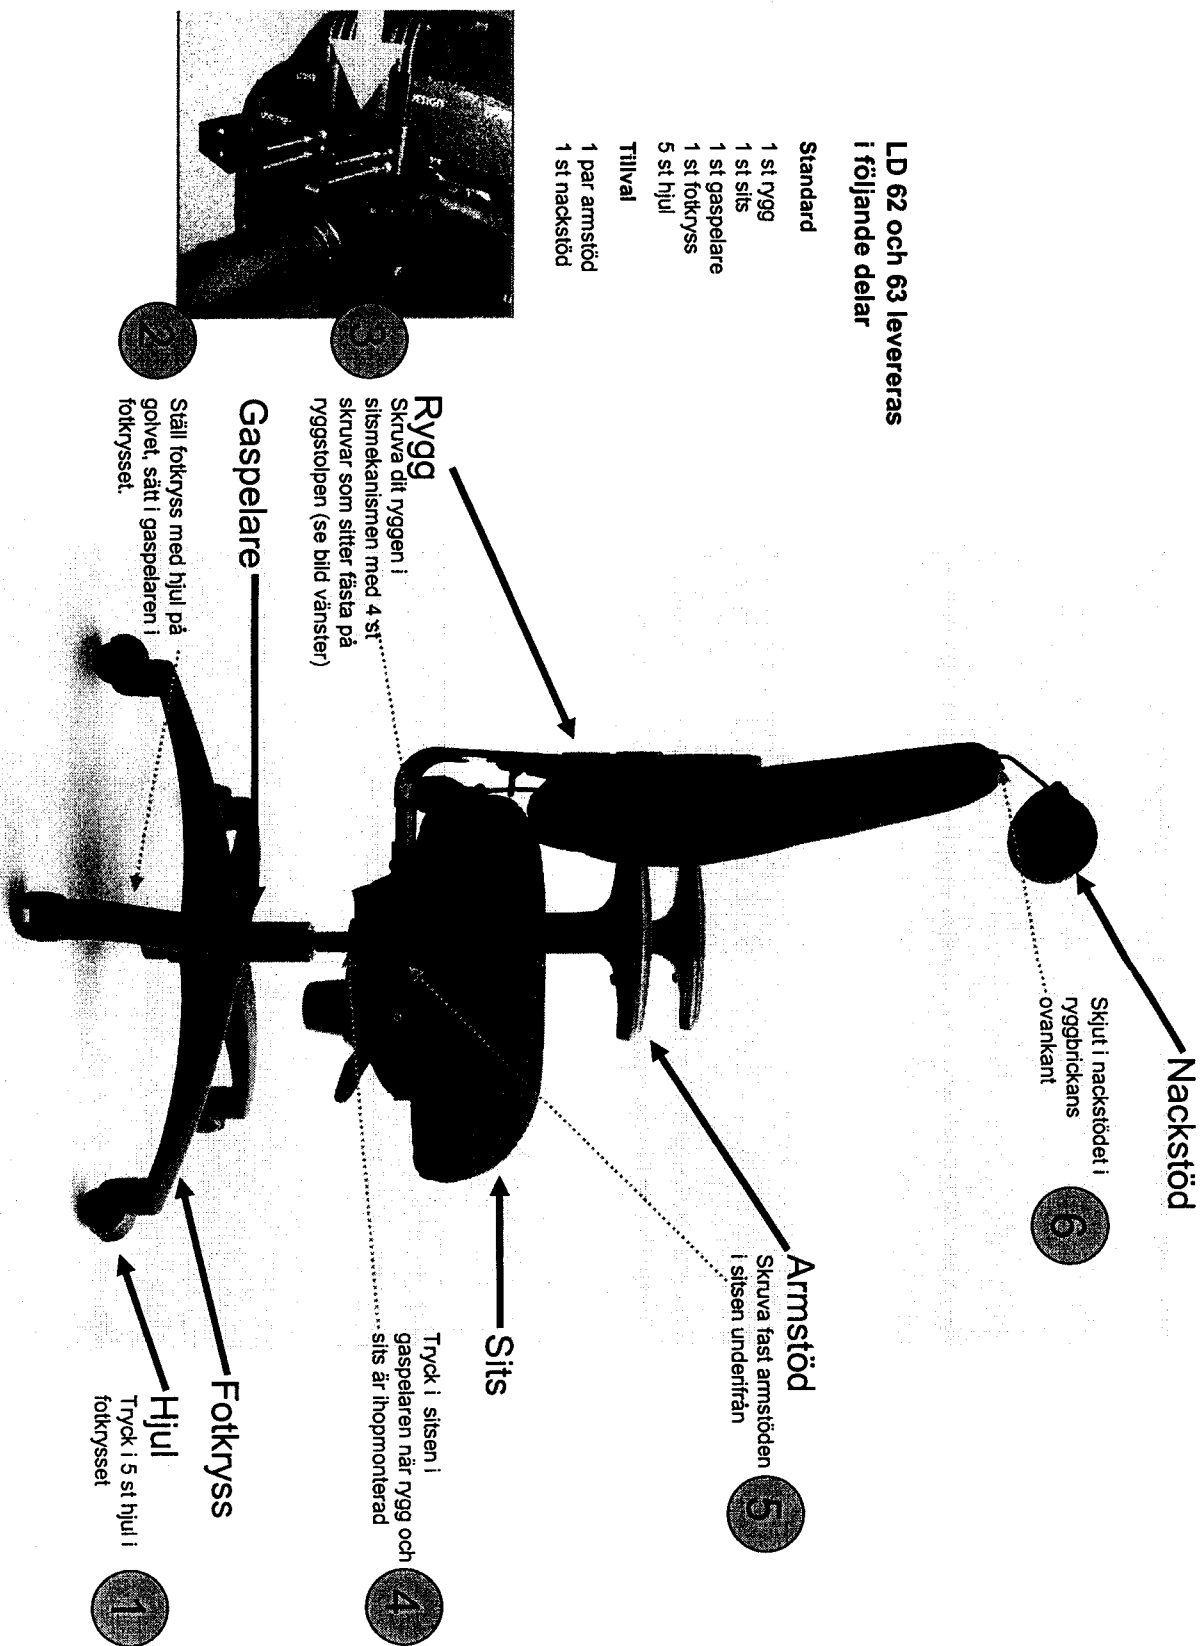 LD 62 och 63 levereras
i följande delar
Standard
1 st rygg
1 st sits
1 st gaspelare
1 st fotkryss
5 st hjul
Tillval
1 par armstöd
1 st nackstöd
DESIGN
Nackstöd
Skjut i nackstödet i
ryggbrickans
ovankant
6
Armstöd
Skruva fast armstöden
i sitsen underifrån
5
Sits
Tryck i sitsen i
gaspelaren när rygg och
sits är ihopmonterad
4
Rygg
Skruva dit ryggen i
sitsmekanismen med 4 st
skruvar som sitter fästa på
ryggstolpen (se bild vänster)
3
Gaspelare
Ställ fotkryss med hjul på
golvet, sätt i gaspelaren i
fotkrysset.
2
Fotkryss
Hjul
Tryck i 5 st hjul i
fotkrysset
1